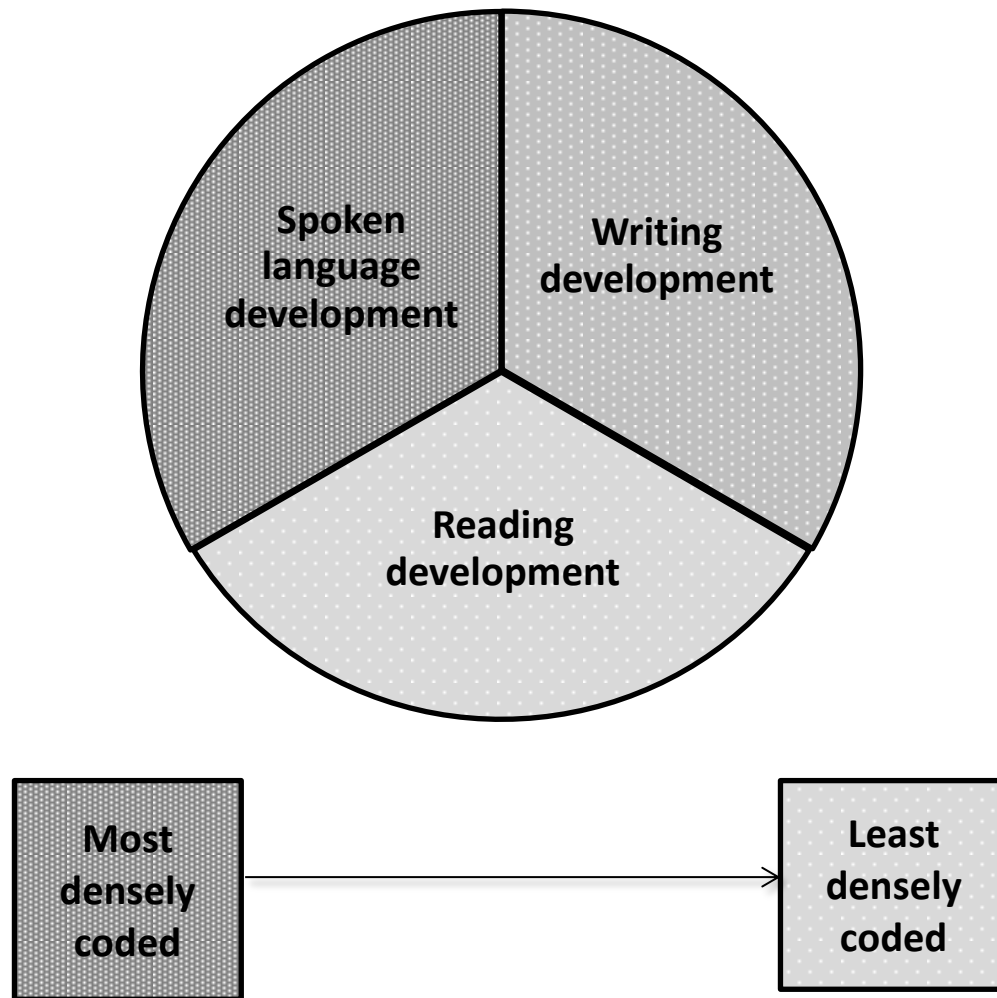 Spoken
language
development
Writing
development
Reading
development
Most
densely
coded
Least
densely
coded